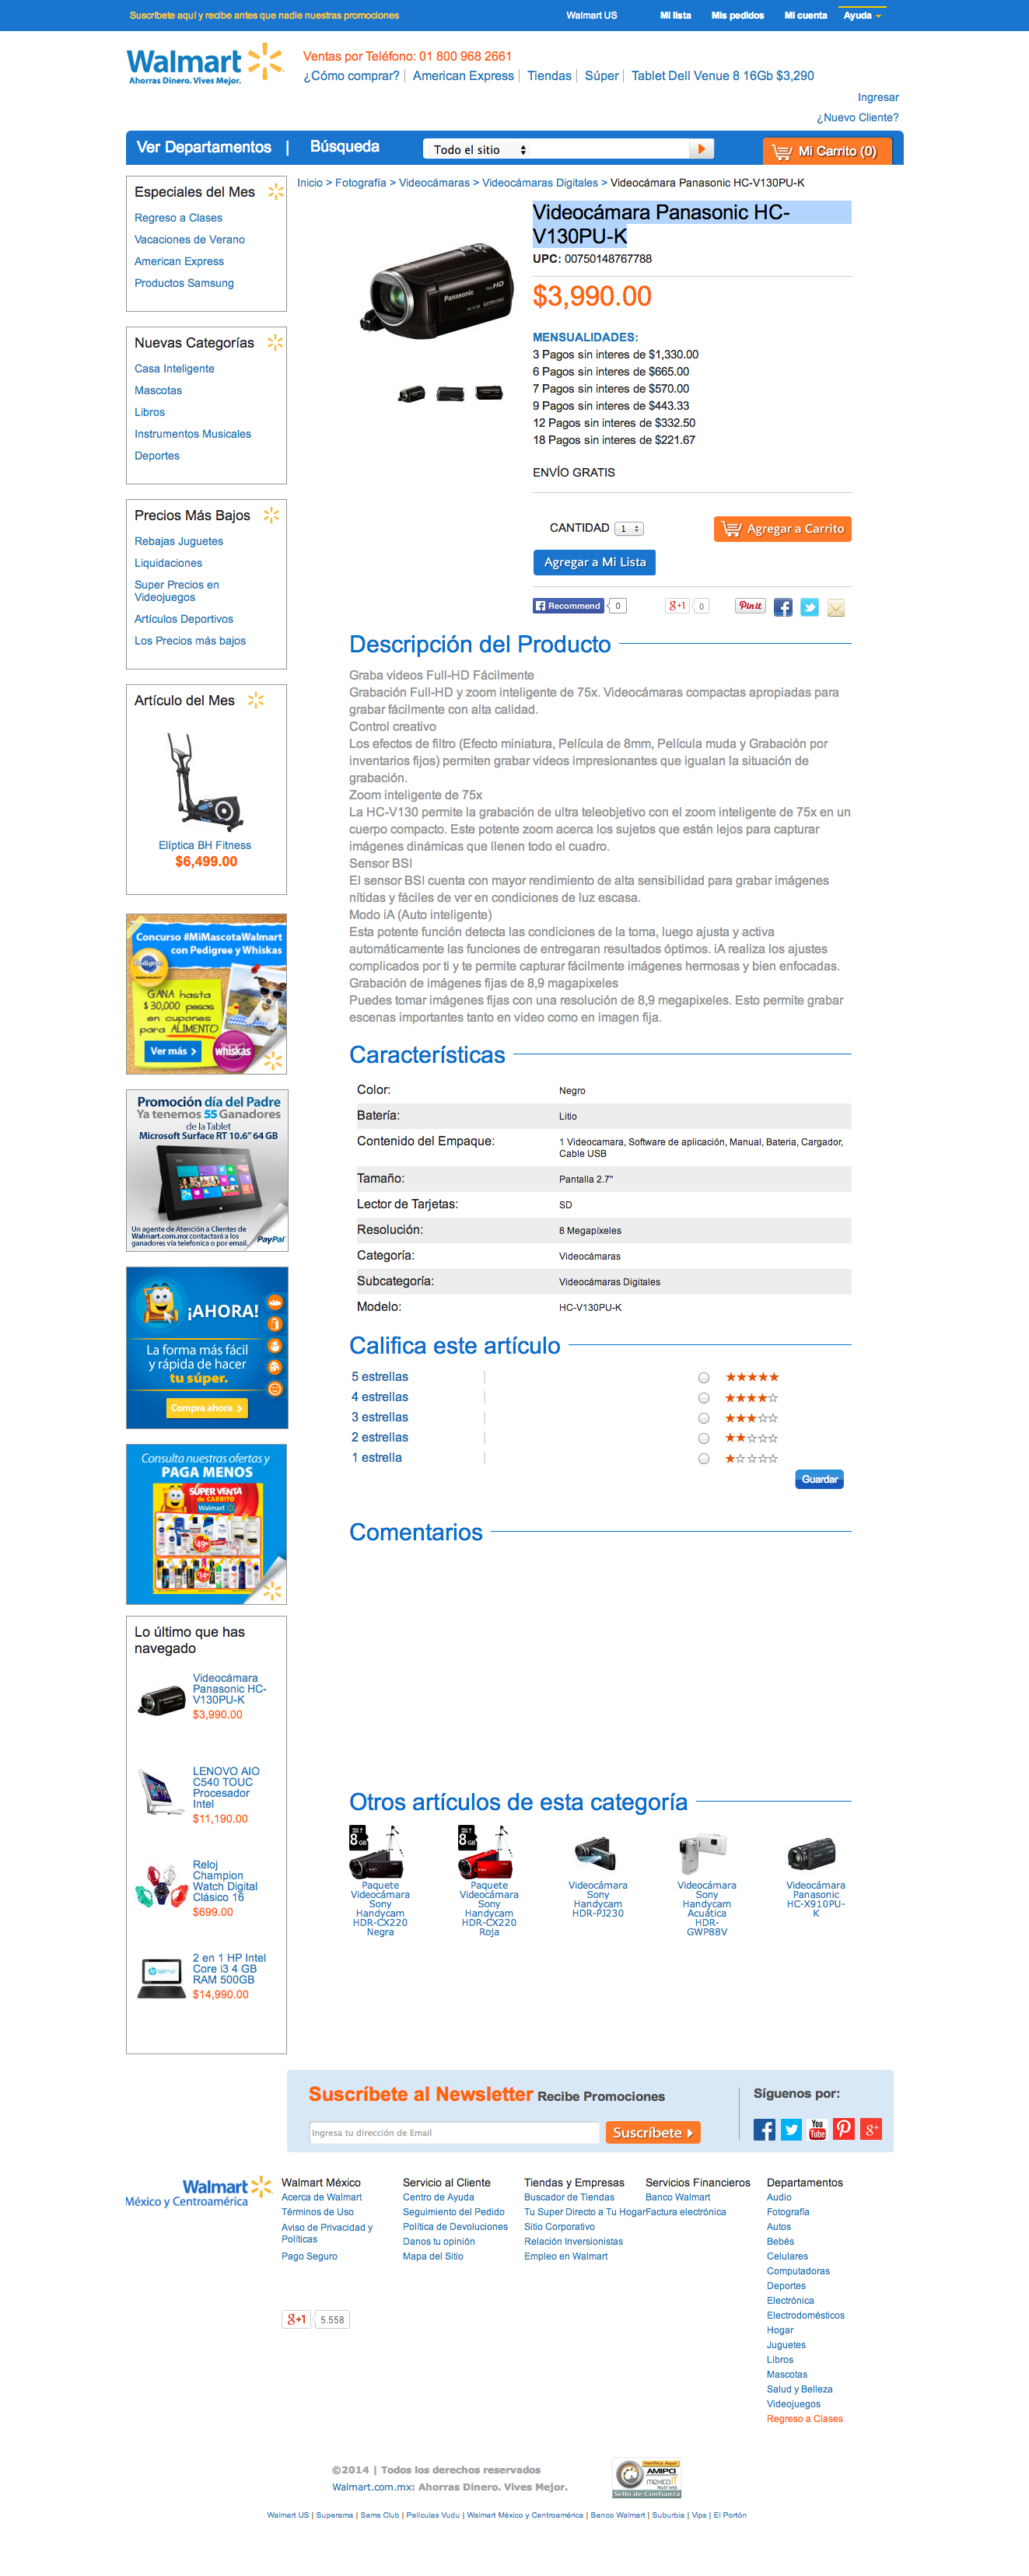 Suscríbete aquí y recibe antes que nadie nuestras promociones
Walmart US
Mi lista
Mis pedidos
Mi cuenta
Ayuda
Walmart
Ahorras Dinero. Vives Mejor.
Ventas por Teléfono: 01 800 968 2661
¿Cómo comprar? | American Express | Tiendas | Súper | Tablet Dell Venue 8 16Gb $3,290
Ingresar
¿Nuevo Cliente?
Ver Departamentos | Búsqueda
Todo el sitio
Mi Carrito (0)
Especiales del Mes
Regreso a Clases
Vacaciones de Verano
American Express
Productos Samsung
Nuevas Categorías
Casa Inteligente
Mascotas
Libros
Instrumentos Musicales
Deportes
Precios Más Bajos
Rebajas Juguetes
Liquidaciones
Super Precios en
Videojuegos
Artículos Deportivos
Los Precios más bajos
Artículo del Mes
Elíptica BH Fitness
$6,499.00
Concurso #MiMascotaWalmart
con Pedigree y Whiskas
Pedigree
GANA hasta
$30,000 pesos
en cupones
para ALIMENTO
Ver más >
whiskas
Promoción día del Padre
Ya tenemos 55 Ganadores
de la Tablet
Microsoft Surface RT 10.6" 64 GB
Un agente de Atención a Clientes de
Walmart.com.mx contactará a los
ganadores vía telefonica o por email.
PayPal
¡AHORA!
La forma más fácil
y rápida de hacer
tu súper.
Compra ahora >
Consulta nuestras ofertas y
PAGA MENOS
SÚPER VENTA
de CARRITO
Walmart
Lo último que has
navegado
Videocámara
Panasonic HC-
V130PU-K
$3,990.00
LENOVO AIO
C540 TOUC
Procesador
Intel
$11,190.00
Reloj
Champion
Watch Digital
Clásico 16
$699.00
2 en 1 HP Intel
Core i3 4 GB
RAM 500GB
$14,990.00
Inicio > Fotografía > Videocámaras > Videocámaras Digitales > Videocámara Panasonic HC-V130PU-K
Panasonic
HD
Videocámara Panasonic HC-
V130PU-K
UPC: 00750148767788
$3,990.00
MENSUALIDADES:
3 Pagos sin interes de $1,330.00
6 Pagos sin interes de $665.00
7 Pagos sin interes de $570.00
9 Pagos sin interes de $443.33
12 Pagos sin interes de $332.50
18 Pagos sin interes de $221.67
ENVÍO GRATIS
CANTIDAD 1
Agregar a Carrito
Agregar a Mi Lista
Recommend 0
g+1 0
Pin it
Descripción del Producto
Graba videos Full-HD Fácilmente
Grabación Full-HD y zoom inteligente de 75x. Videocámaras compactas apropiadas para
grabar fácilmente con alta calidad.
Control creativo
Los efectos de filtro (Efecto miniatura, Película de 8mm, Película muda y Grabación por
inventarios fijos) permiten grabar videos impresionantes que igualan la situación de
grabación.
Zoom inteligente de 75x
La HC-V130 permite la grabación de ultra teleobjetivo con el zoom inteligente de 75x en un
cuerpo compacto. Este potente zoom acerca los sujetos que están lejos para capturar
imágenes dinámicas que llenen todo el cuadro.
Sensor BSI
El sensor BSI cuenta con mayor rendimiento de alta sensibilidad para grabar imágenes
nítidas y fáciles de ver en condiciones de luz escasa.
Modo iA (Auto inteligente)
Esta potente función detecta las condiciones de la toma, luego ajusta y activa
automáticamente las funciones de entregaran resultados óptimos. iA realiza los ajustes
complicados por ti y te permite capturar fácilmente imágenes hermosas y bien enfocadas.
Grabación de imágenes fijas de 8,9 magapixeles
Puedes tomar imágenes fijas con una resolución de 8,9 megapixeles. Esto permite grabar
escenas importantes tanto en video como en imagen fija.
Características
Color: Negro
Batería: Litio
Contenido del Empaque: 1 Videocamara, Software de aplicación, Manual, Bateria, Cargador,
Cable USB
Tamaño: Pantalla 2.7"
Lector de Tarjetas: SD
Resolución: 8 Megapíxeles
Categoría: Videocámaras
Subcategoría: Videocámaras Digitales
Modelo: HC-V130PU-K
Califica este artículo
5 estrellas
4 estrellas
3 estrellas
2 estrellas
1 estrella
Guardar
Comentarios
Otros artículos de esta categoría
8 GB
8 GB
Paquete
Videocámara
Sony
Handycam
HDR-CX220
Negra
Paquete
Videocámara
Sony
Handycam
HDR-CX220
Roja
Videocámara
Sony
Handycam
HDR-PJ230
Videocámara
Sony
Handycam
Acuática
HDR-
GWP88V
Videocámara
Panasonic
HC-X910PU-
K
Suscríbete al Newsletter Recibe Promociones
Ingresa tu dirección de Email
Suscríbete
Síguenos por:
You Tube
g+
Walmart
México y Centroamérica
Walmart México
Acerca de Walmart
Términos de Uso
Aviso de Privacidad y
Políticas
Pago Seguro
Servicio al Cliente
Centro de Ayuda
Seguimiento del Pedido
Política de Devoluciones
Danos tu opinión
Mapa del Sitio
Tiendas y Empresas
Buscador de Tiendas
Tu Super Directo a Tu Hogar
Sitio Corporativo
Relación Inversionistas
Empleo en Walmart
Servicios Financieros
Banco Walmart
Factura electrónica
Departamentos
Audio
Fotografía
Autos
Bebés
Celulares
Computadoras
Deportes
Electrónica
Electrodomésticos
Hogar
Juguetes
Libros
Mascotas
Salud y Belleza
Videojuegos
Regreso a Clases
g+1 5.558
©2014 | Todos los derechos reservados
Walmart.com.mx: Ahorras Dinero. Vives Mejor.
Verifica Aquí
AMIPCI
mexico IT
Sello de Confianza
Walmart US | Superama | Sams Club | Películas Vudu | Walmart México y Centroamérica | Banco Walmart | Suburbia | Vips | El Portón